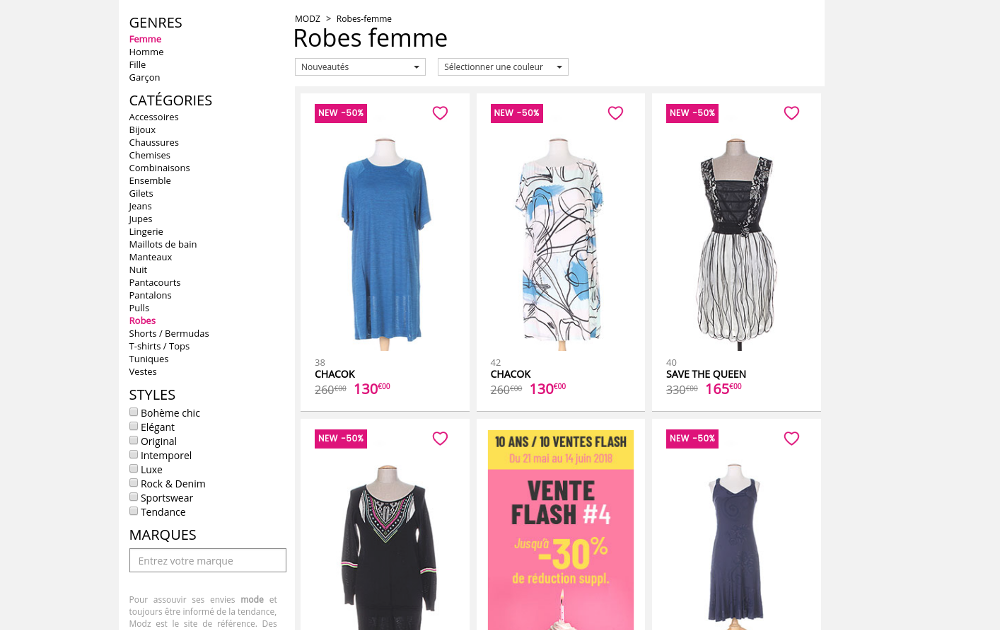 GENRES
Femme
Homme
Fille
Garçon
CATÉGORIES
Accessoires
Bijoux
Chaussures
Chemises
Combinaisons
Ensemble
Gilets
Jeans
Jupes
Lingerie
Maillots de bain
Manteaux
Nuit
Pantacourts
Pantalons
Pulls
Robes
Shorts / Bermudas
T-shirts / Tops
Tuniques
Vestes
STYLES
Bohème chic
Elégant
Original
Intemporel
Luxe
Rock & Denim
Sportswear
Tendance
MARQUES
Entrez votre marque
Pour assouvir ses envies mode et
toujours être informé de la tendance,
Modz est le site de référence. Des
MODZ > Robes-femme
Robes femme
Nouveautés
Sélectionner une couleur
NEW -50%
38
CHACOK
260€00 130€00
NEW -50%
42
CHACOK
260€00 130€00
NEW -50%
40
SAVE THE QUEEN
330€00 165€00
NEW -50%
10 ANS / 10 VENTES FLASH
Du 21 mai au 14 juin 2018
VENTE
FLASH #4
Jusqu'à
-30%
de réduction suppl.
NEW -50%